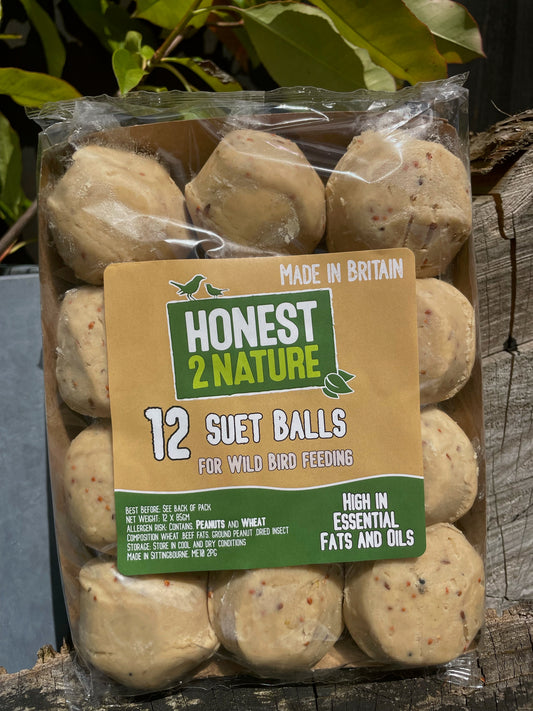 MADE IN BRITAIN
HONEST
2 NATURE
12 SUET BALLS
FOR WILD BIRD FEEDING
BEST BEFORE: SEE BACK OF PACK
NET WEIGHT: 12 X 85GM
ALLERGEN RISK: CONTAINS PEANUTS AND WHEAT
COMPOSITION WHEAT, BEEF FATS, GROUND PEANUT, DRIED INSECT
STORAGE: STORE IN COOL AND DRY CONDITIONS
MADE IN SITTINGBOURNE. ME10 2PG
HIGH IN
ESSENTIAL
FATS AND OILS